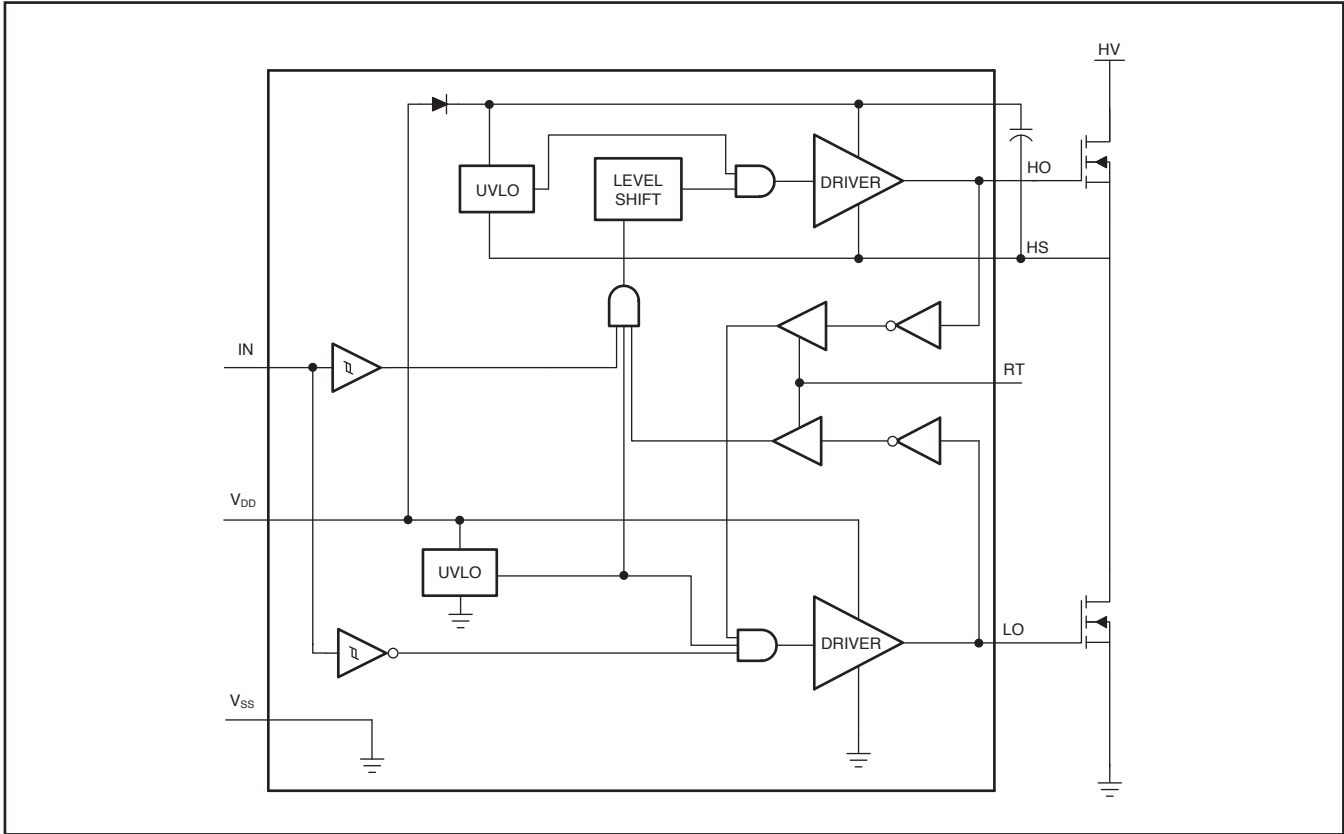 HV
UVLO
LEVEL
SHIFT
DRIVER
HO
HS
IN
RT
V_DD
UVLO
DRIVER
LO
V_SS